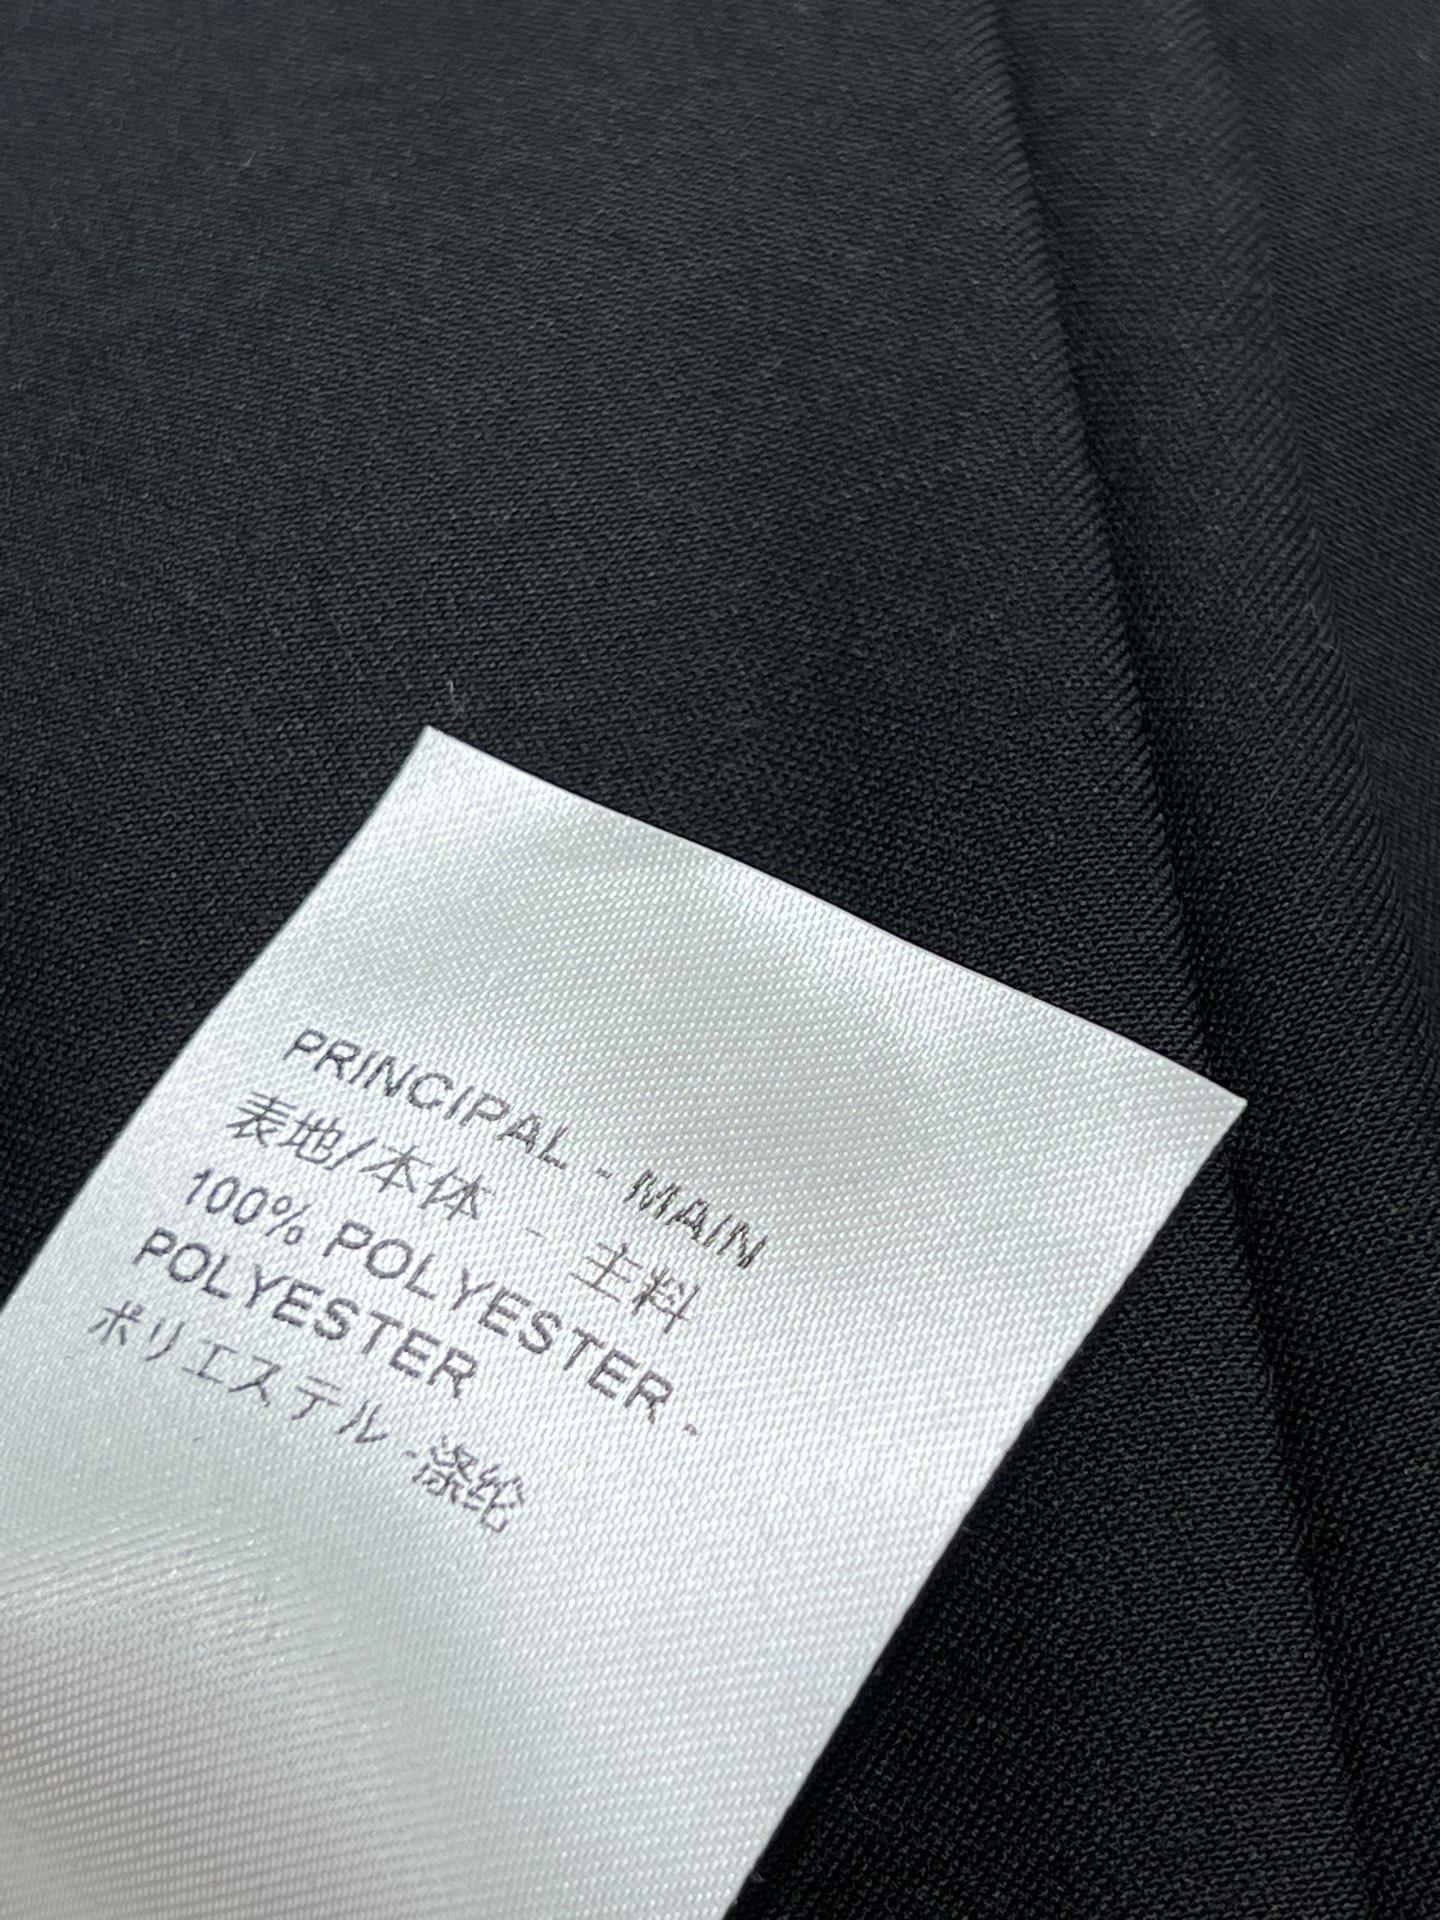 PRINCIPAL - MAIN
表地/本体 - 主料
100% POLYESTER -
POLYESTER
ポリエステル -涤纶